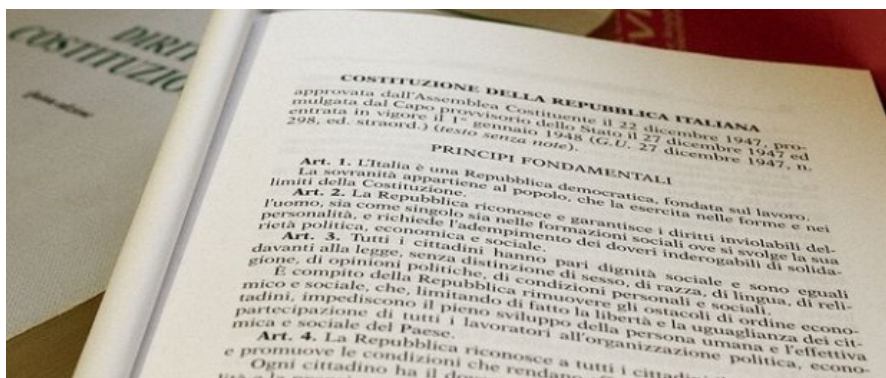 DIRIT
COSTITUZIO
COSTITUZIONE DELLA REPUBBLICA ITALIANA
approvata dall'Assemblea Costituente il 22 dicembre 1947, pro-
mulgata dal Capo provvisorio dello Stato il 27 dicembre 1947 ed
entrata in vigore il 1° gennaio 1948 (G.U. 27 dicembre 1947, n.
298, ed. straord.) (testo senza note).
PRINCIPI FONDAMENTALI
Art. 1. L'Italia è una Repubblica democratica, fondata sul lavoro.
La sovranità appartiene al popolo, che la esercita nelle forme e nei
limiti della Costituzione.
Art. 2. La Repubblica riconosce e garantisce i diritti inviolabili del-
l'uomo, sia come singolo sia nelle formazioni sociali ove si svolge la sua
personalità, e richiede l'adempimento dei doveri inderogabili di solida-
rietà politica, economica e sociale.
Art. 3. Tutti i cittadini hanno pari dignità sociale e sono eguali
davanti alla legge, senza distinzione di sesso, di razza, di lingua, di reli-
gione, di opinioni politiche, di condizioni personali e sociali.
È compito della Repubblica rimuovere gli ostacoli di ordine econo-
mico e sociale, che, limitando di fatto la libertà e la uguaglianza dei cit-
tadini, impediscono il pieno sviluppo della persona umana e l'effettiva
partecipazione di tutti i lavoratori all'organizzazione politica, econo-
mica e sociale del Paese.
Art. 4. La Repubblica riconosce a tutti i cittadini
e promuove le condizioni che rendano
Ogni cittadino ha il